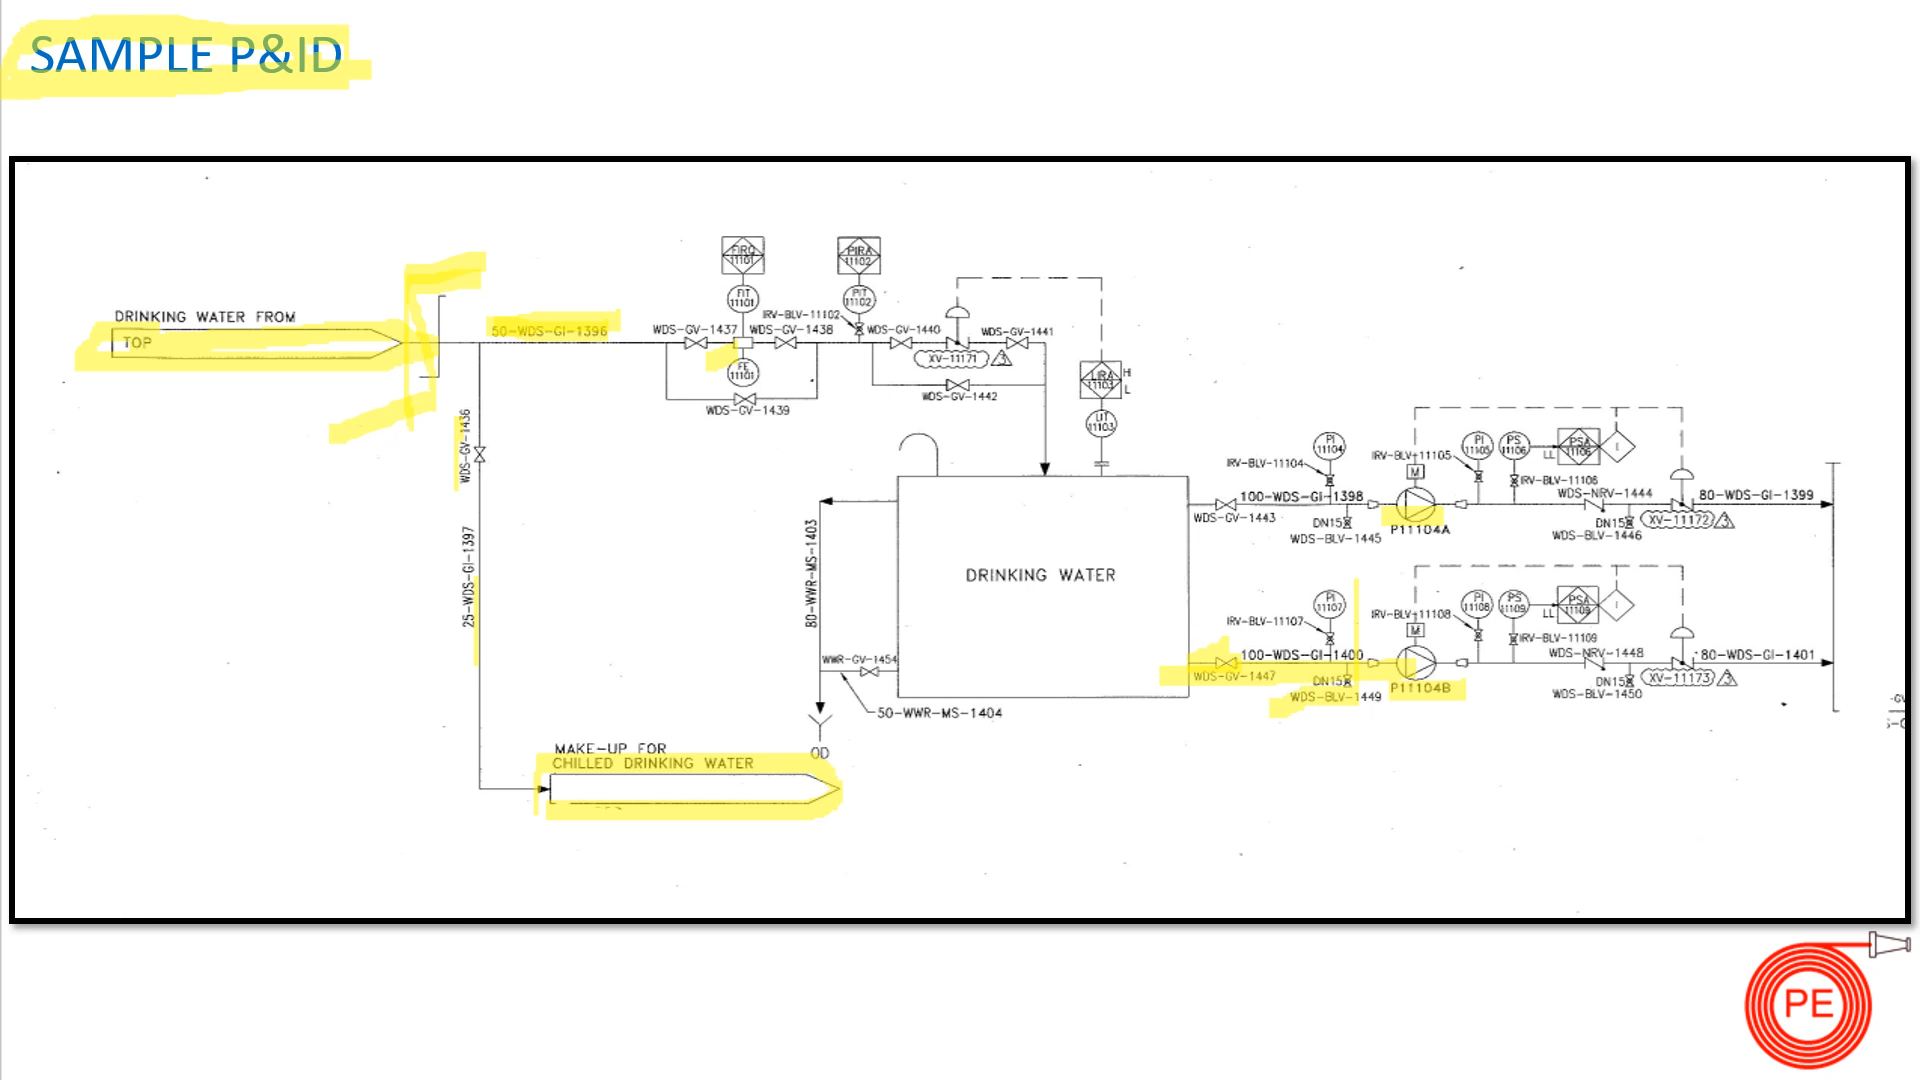 SAMPLE P&ID
FIRQ
11101
PIRA
11102
FIT
11101
PIT
11102
IRV-BLV-11102
DRINKING WATER FROM
TOP
50-WDS-GI-1396
WDS-GV-1437
WDS-GV-1438
WDS-GV-1440
WDS-GV-1441
XV-11171
3
FE
11101
WDS-GV-1439
WDS-GV-1442
LIRA
11103
H
L
LIT
11103
WDS-GV-1436
25-WDS-GI-1397
80-WWR-MS-1403
WWR-GV-1454
50-WWR-MS-1404
OD
DRINKING WATER
MAKE-UP FOR
CHILLED DRINKING WATER
PI
11104
IRV-BLV-11104
100-WDS-GI-1398
WDS-GV-1443
DN15
WDS-BLV-1445
IRV-BLV-11105
M
P11104A
PI
11105
PS
11106
LL
PSA
11106
I
IRV-BLV-11106
WDS-NRV-1444
DN15
WDS-BLV-1446
XV-11172
3
80-WDS-GI-1399
PI
11107
IRV-BLV-11107
100-WDS-GI-1400
WDS-GV-1447
DN15
WDS-BLV-1449
IRV-BLV-11108
M
P11104B
PI
11108
PS
11109
LL
PSA
11109
I
IRV-BLV-11109
WDS-NRV-1448
DN15
WDS-BLV-1450
XV-11173
3
80-WDS-GI-1401
PE